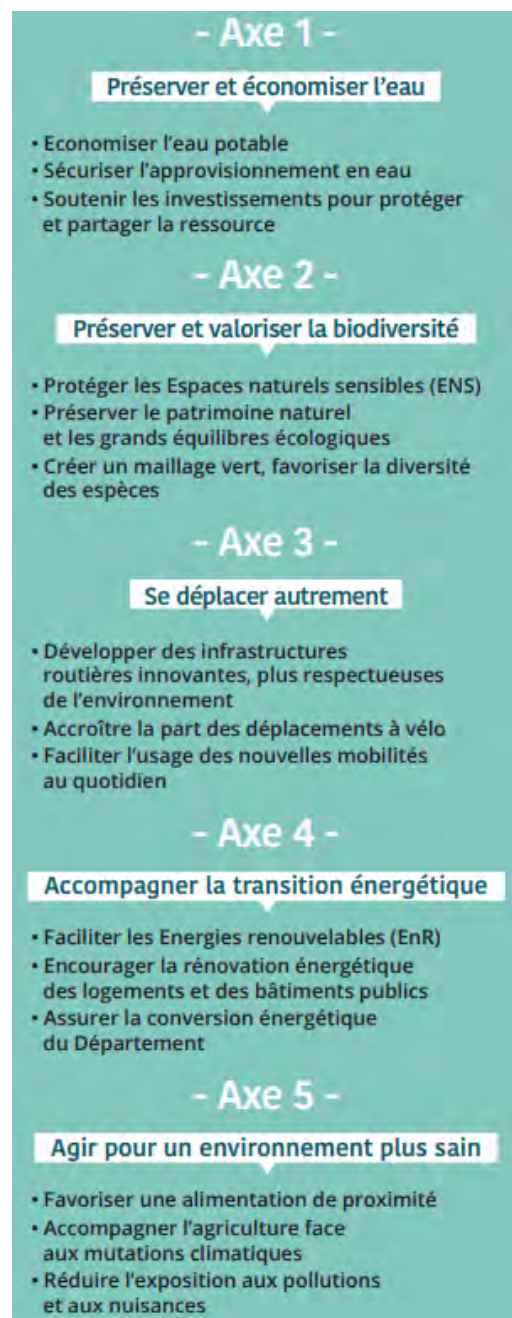 - Axe 1 -
Préserver et économiser l'eau
• Economiser l'eau potable
• Sécuriser l'approvisionnement en eau
• Soutenir les investissements pour protéger
et partager la ressource
- Axe 2 -
Préserver et valoriser la biodiversité
• Protéger les Espaces naturels sensibles (ENS)
• Préserver le patrimoine naturel
et les grands équilibres écologiques
• Créer un maillage vert, favoriser la diversité
des espèces
- Axe 3 -
Se déplacer autrement
• Développer des infrastructures
routières innovantes, plus respectueuses
de l'environnement
• Accroître la part des déplacements à vélo
• Faciliter l'usage des nouvelles mobilités
au quotidien
- Axe 4 -
Accompagner la transition énergétique
• Faciliter les Energies renouvelables (EnR)
• Encourager la rénovation énergétique
des logements et des bâtiments publics
• Assurer la conversion énergétique
du Département
- Axe 5 -
Agir pour un environnement plus sain
• Favoriser une alimentation de proximité
• Accompagner l'agriculture face
aux mutations climatiques
• Réduire l'exposition aux pollutions
et aux nuisances